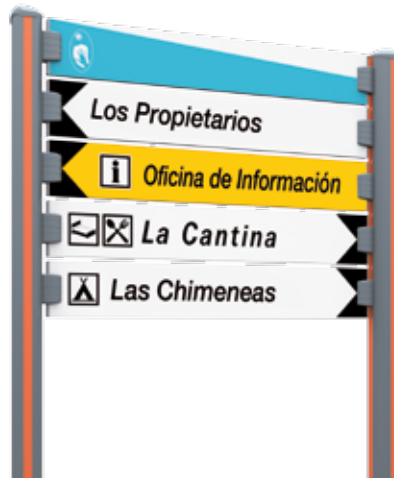 Los Propietarios
i Oficina de Información
La Cantina
Las Chimeneas